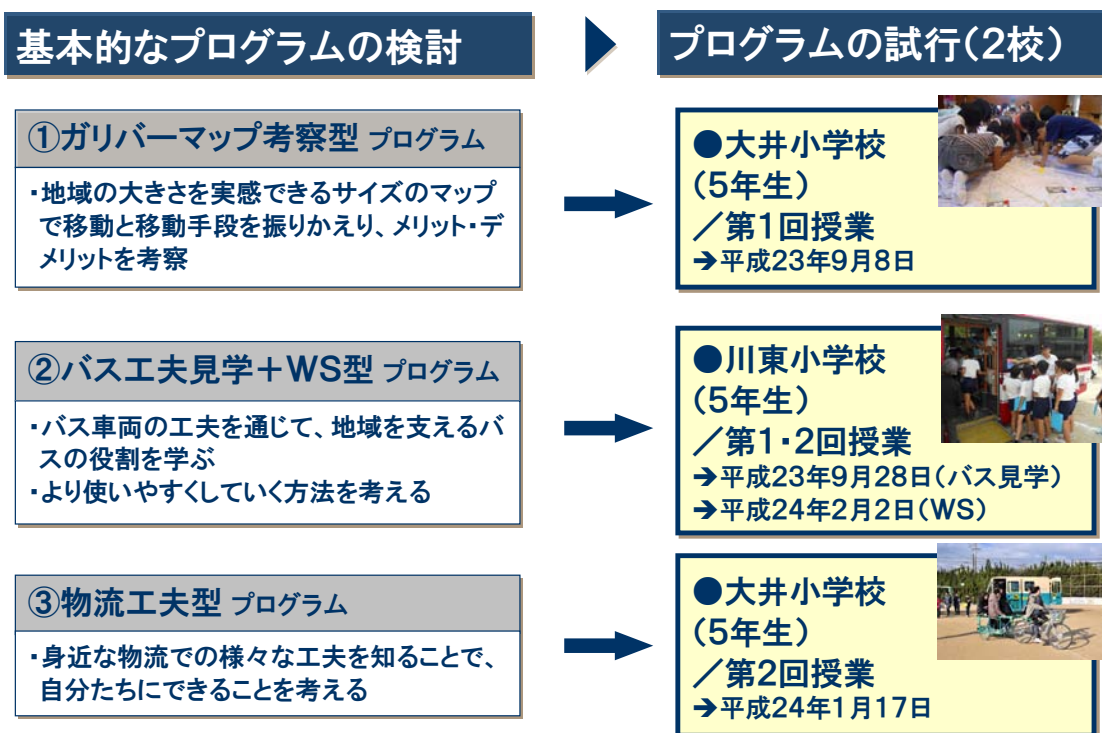 基本的なプログラムの検討
プログラムの試行(2校)
①ガリバーマップ考察型 プログラム
・地域の大きさを実感できるサイズのマップ
で移動と移動手段を振りかえり、メリット・デ
メリットを考察
●大井小学校
(5年生)
／第1回授業
➔平成23年9月8日
②バス工夫見学＋WS型 プログラム
・バス車両の工夫を通じて、地域を支えるバ
スの役割を学ぶ
・より使いやすくしていく方法を考える
●川東小学校
(5年生)
／第1・2回授業
➔平成23年9月28日(バス見学)
➔平成24年2月2日(WS)
③物流工夫型 プログラム
・身近な物流での様々な工夫を知ることで、
自分たちにできることを考える
●大井小学校
(5年生)
／第2回授業
➔平成24年1月17日